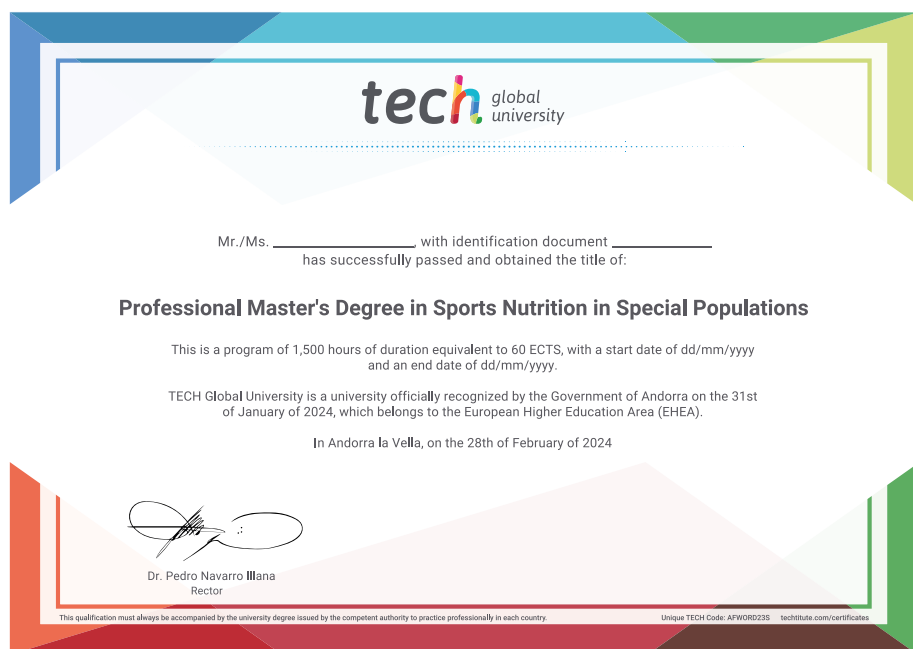 tech global university
Mr./Ms. ____________, with identification document ____________
has successfully passed and obtained the title of:
Professional Master's Degree in Sports Nutrition in Special Populations
This is a program of 1,500 hours of duration equivalent to 60 ECTS, with a start date of dd/mm/yyyy
and an end date of dd/mm/yyyy.
TECH Global University is a university officially recognized by the Government of Andorra on the 31st
of January of 2024, which belongs to the European Higher Education Area (EHEA).
In Andorra la Vella, on the 28th of February of 2024
Dr. Pedro Navarro Illana
Rector
This qualification must always be accompanied by the university degree issued by the competent authority to practice professionally in each country.
Unique TECH Code: AFWORD23S techtitute.com/certificates